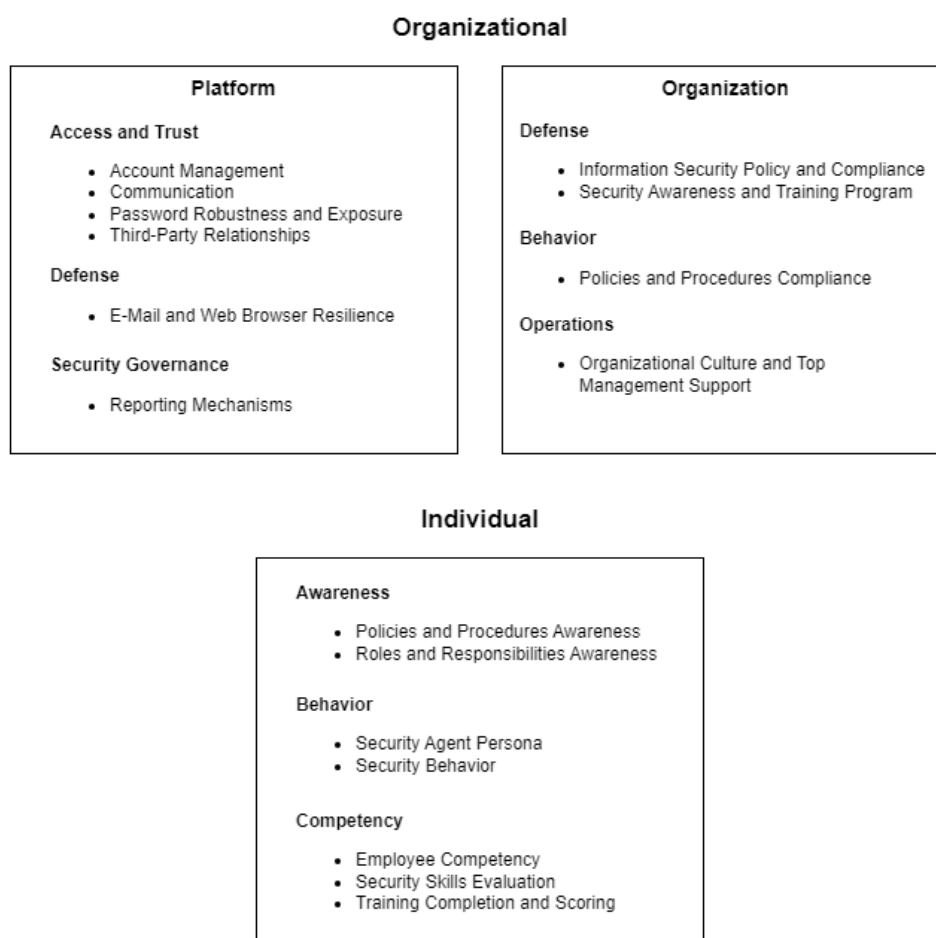 Organizational
Platform
Access and Trust
• Account Management
• Communication
• Password Robustness and Exposure
• Third-Party Relationships
Defense
• E-Mail and Web Browser Resilience
Security Governance
• Reporting Mechanisms
Organization
Defense
• Information Security Policy and Compliance
• Security Awareness and Training Program
Behavior
• Policies and Procedures Compliance
Operations
• Organizational Culture and Top
Management Support
Individual
Awareness
• Policies and Procedures Awareness
• Roles and Responsibilities Awareness
Behavior
• Security Agent Persona
• Security Behavior
Competency
• Employee Competency
• Security Skills Evaluation
• Training Completion and Scoring